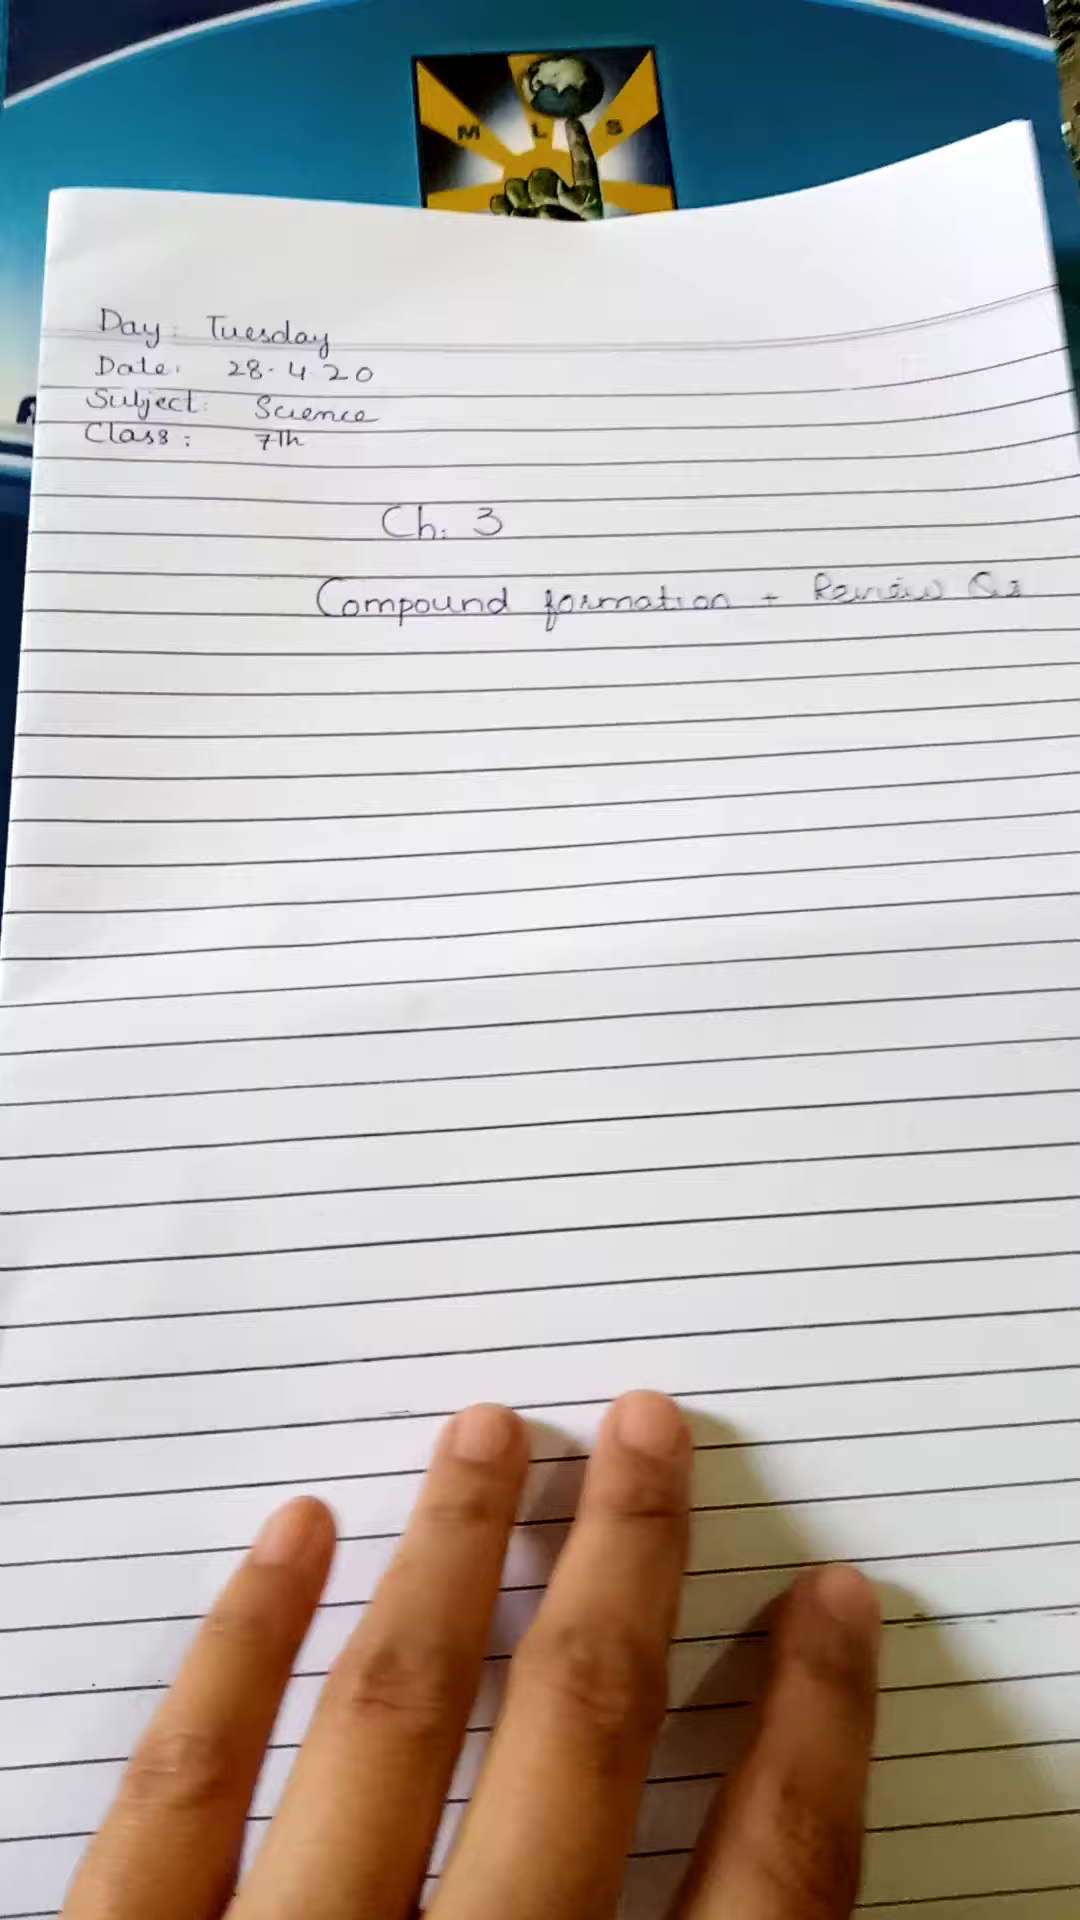 M L S
Day: Tuesday
Date: 28.4.20
Subject: Science
Class: 7Th
Ch. 3
Compound formation + Review Qs